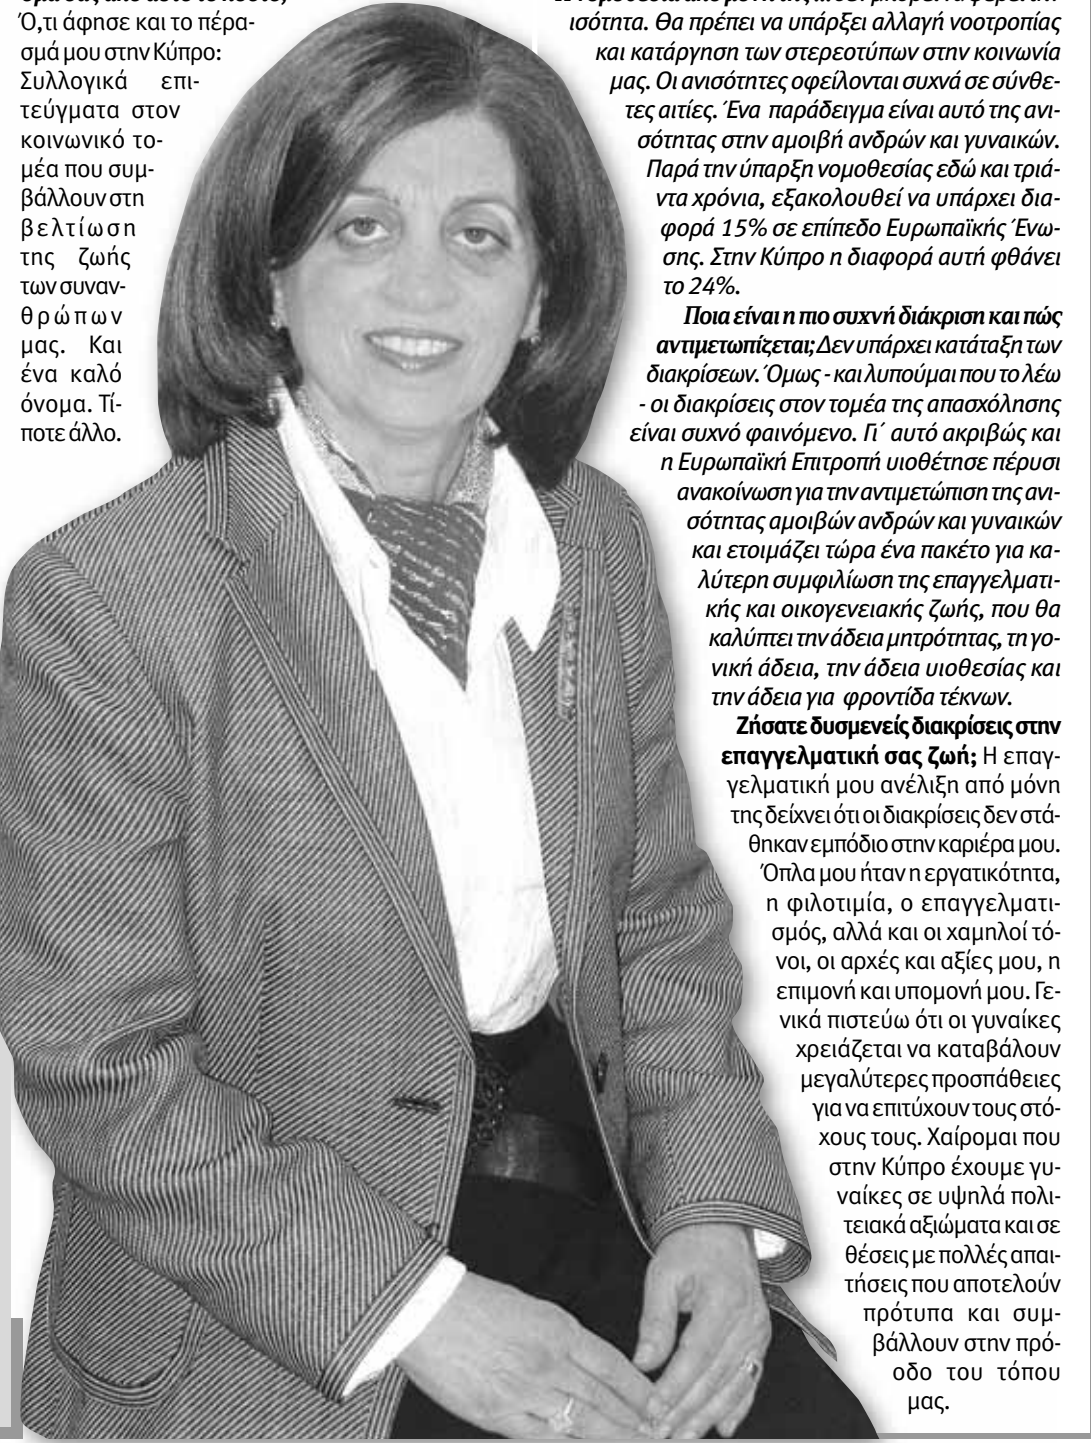 Ό,τι άφησε και το πέρα-
σμά μου στην Κύπρο:
Συλλογικά επι-
τεύγματα στον
κοινωνικό το-
μέα που συμ-
βάλλουν στη
βελτίωση
της ζωής
των συναν-
θρώπων
μας. Και
ένα καλό
όνομα. Τί-
ποτε άλλο.
ισότητα. Θα πρέπει να υπάρξει αλλαγή νοοτροπίας
και κατάργηση των στερεοτύπων στην κοινωνία
μας. Οι ανισότητες οφείλονται συχνά σε σύνθε-
τες αιτίες. Ένα παράδειγμα είναι αυτό της ανι-
σότητας στην αμοιβή ανδρών και γυναικών.
Παρά την ύπαρξη νομοθεσίας εδώ και τριά-
ντα χρόνια, εξακολουθεί να υπάρχει δια-
φορά 15% σε επίπεδο Ευρωπαϊκής Ένω-
σης. Στην Κύπρο η διαφορά αυτή φθάνει
το 24%.
Ποια είναι η πιο συχνή διάκριση και πώς
αντιμετωπίζεται; Δεν υπάρχει κατάταξη των
διακρίσεων. Όμως - και λυπούμαι που το λέω
- οι διακρίσεις στον τομέα της απασχόλησης
είναι συχνό φαινόμενο. Γι΄ αυτό ακριβώς και
η Ευρωπαϊκή Επιτροπή υιοθέτησε πέρυσι
ανακοίνωση για την αντιμετώπιση της ανι-
σότητας αμοιβών ανδρών και γυναικών
και ετοιμάζει τώρα ένα πακέτο για κα-
λύτερη συμφιλίωση της επαγγελματι-
κής και οικογενειακής ζωής, που θα
καλύπτει την άδεια μητρότητας, τη γο-
νική άδεια, την άδεια υιοθεσίας και
την άδεια για φροντίδα τέκνων.
Ζήσατε δυσμενείς διακρίσεις στην
επαγγελματική σας ζωή; Η επαγ-
γελματική μου ανέλιξη από μόνη
της δείχνει ότι οι διακρίσεις δεν στά-
θηκαν εμπόδιο στην καριέρα μου.
Όπλα μου ήταν η εργατικότητα,
η φιλοτιμία, ο επαγγελματι-
σμός, αλλά και οι χαμηλοί τό-
νοι, οι αρχές και αξίες μου, η
επιμονή και υπομονή μου. Γε-
νικά πιστεύω ότι οι γυναίκες
χρειάζεται να καταβάλουν
μεγαλύτερες προσπάθειες
για να επιτύχουν τους στό-
χους τους. Χαίρομαι που
στην Κύπρο έχουμε γυ-
ναίκες σε υψηλά πολι-
τειακά αξιώματα και σε
θέσεις με πολλές απαι-
τήσεις που αποτελούν
πρότυπα και συμ-
βάλλουν στην πρό-
οδο του τόπου
μας.